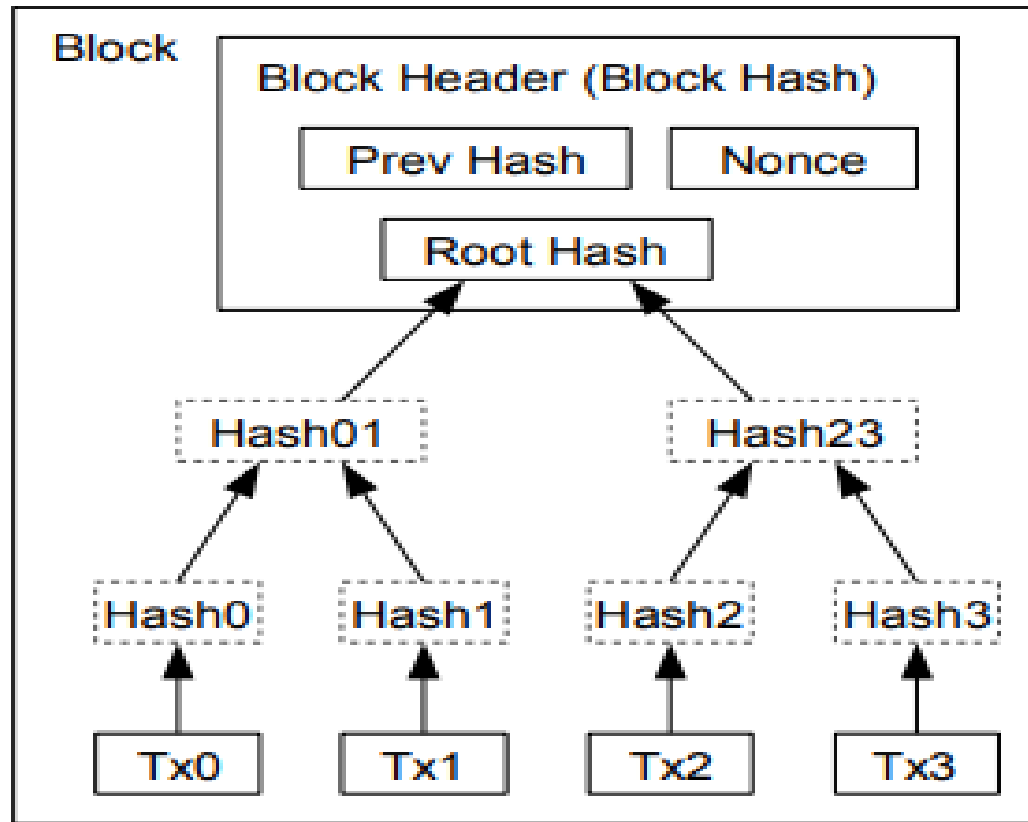 Block
Block Header (Block Hash)
Prev Hash Nonce
Root Hash
Hash01 Hash23
Hash0 Hash1 Hash2 Hash3
Tx0 Tx1 Tx2 Tx3